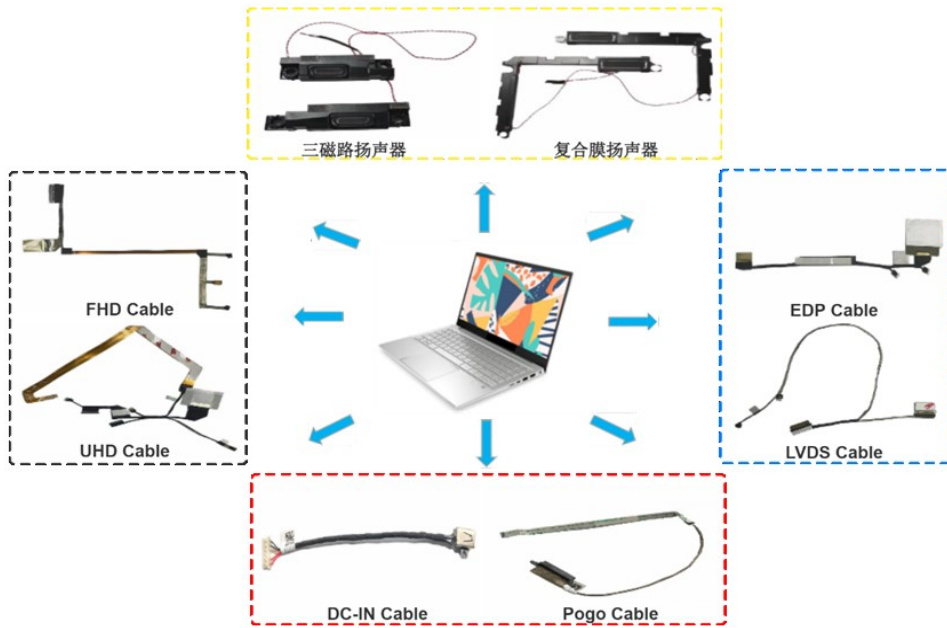 三磁路扬声器
复合膜扬声器
FHD Cable
EDP Cable
UHD Cable
LVDS Cable
DC-IN Cable
Pogo Cable